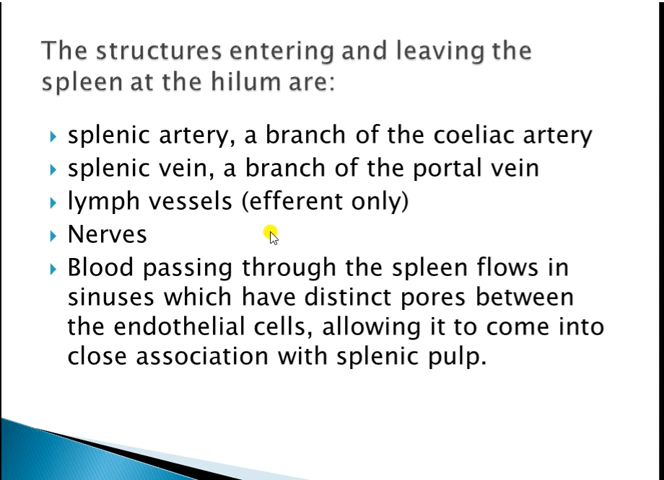 The structures entering and leaving the
spleen at the hilum are:
splenic artery, a branch of the coeliac artery
splenic vein, a branch of the portal vein
lymph vessels (efferent only)
Nerves
Blood passing through the spleen flows in
sinuses which have distinct pores between
the endothelial cells, allowing it to come into
close association with splenic pulp.